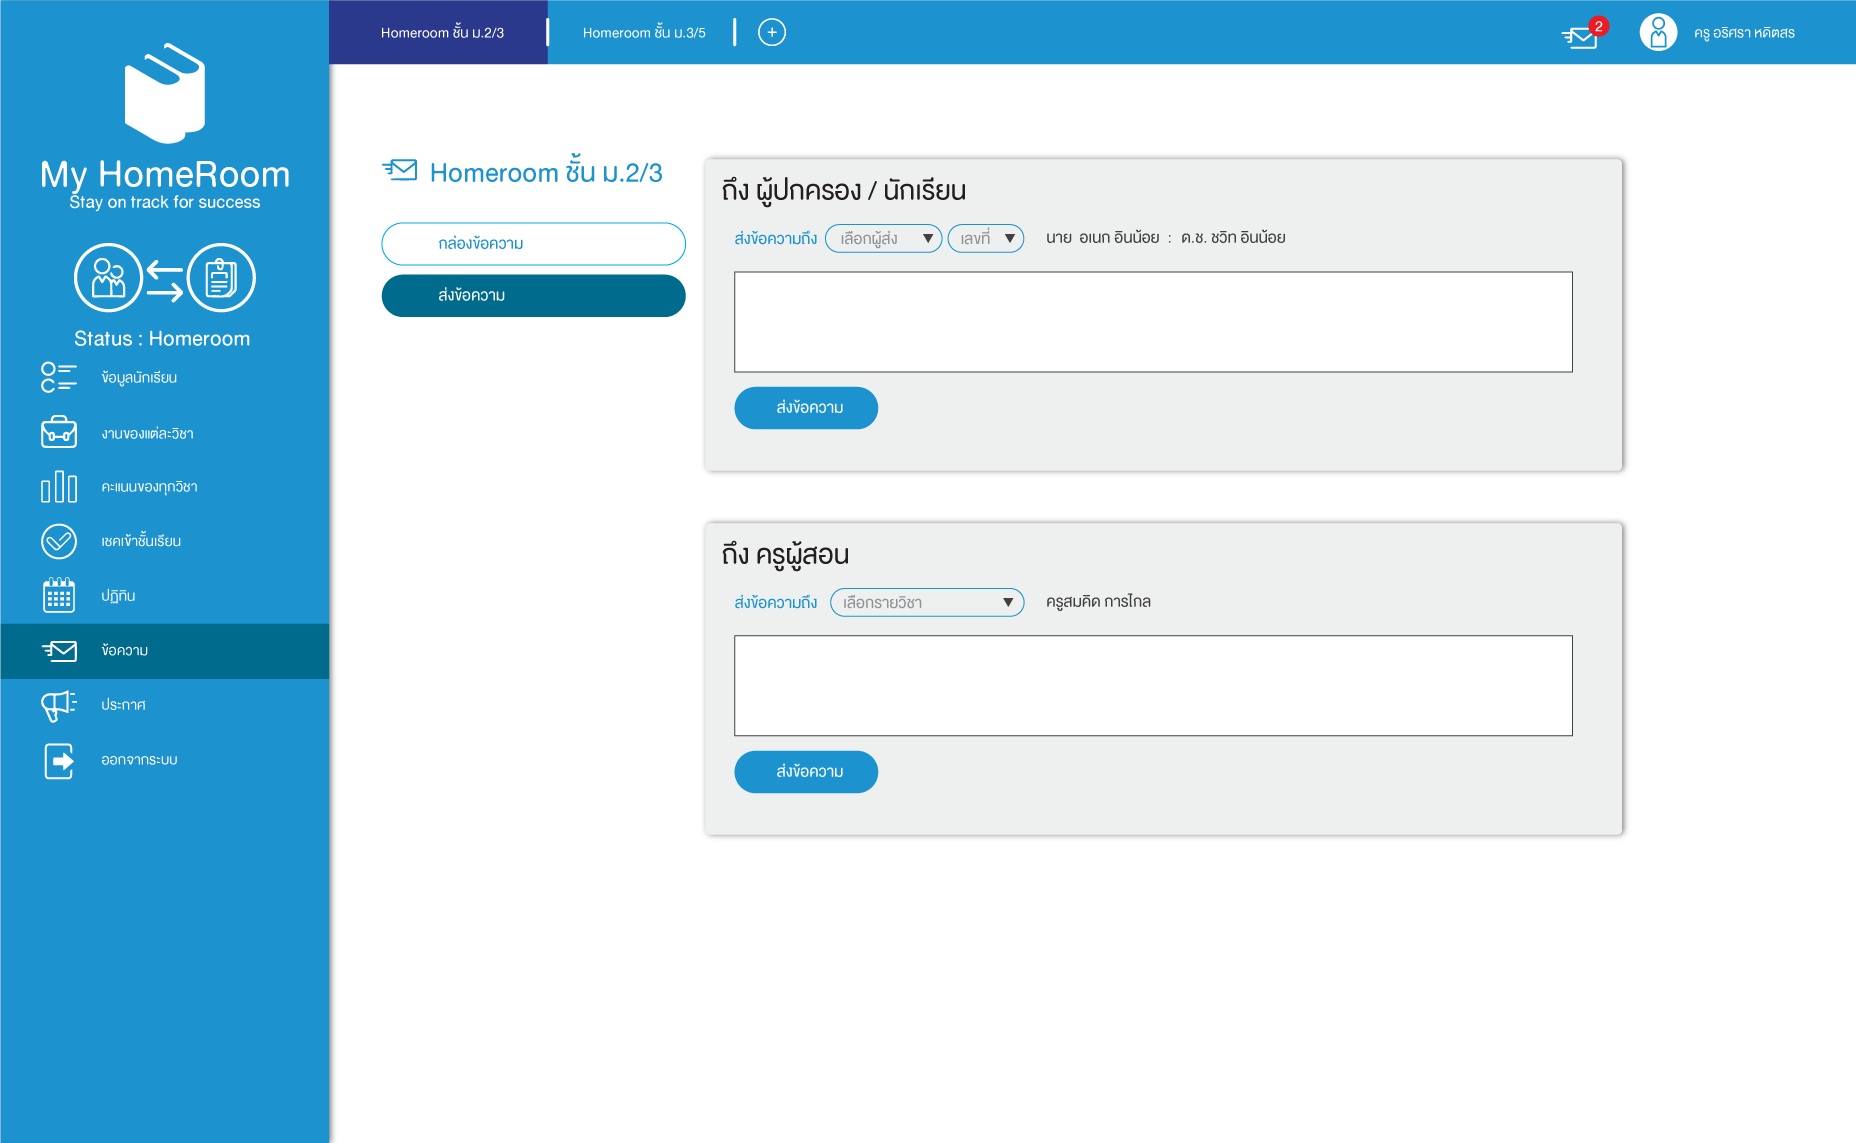 Homeroom ชั้น ม.2/3
Homeroom ชั้น ม.3/5
2
ครู อริศรา หดิตสร
My HomeRoom
Stay on track for success
Status : Homeroom
ข้อมูลนักเรียน
งานของแต่ละวิชา
คะแนนของทุกวิชา
เชคเข้าชั้นเรียน
ปฏิทิน
ข้อความ
ประกาศ
ออกจากระบบ
Homeroom ชั้น ม.2/3
กล่องข้อความ
ส่งข้อความ
ถึง ผู้ปกครอง / นักเรียน
ส่งข้อความถึง เลือกผู้ส่ง เลขที่ นาย อเนก อินน้อย : ด.ช. ชวิท อินน้อย
ส่งข้อความ
ถึง ครูผู้สอน
ส่งข้อความถึง เลือกรายวิชา ครูสมคิด การไกล
ส่งข้อความ